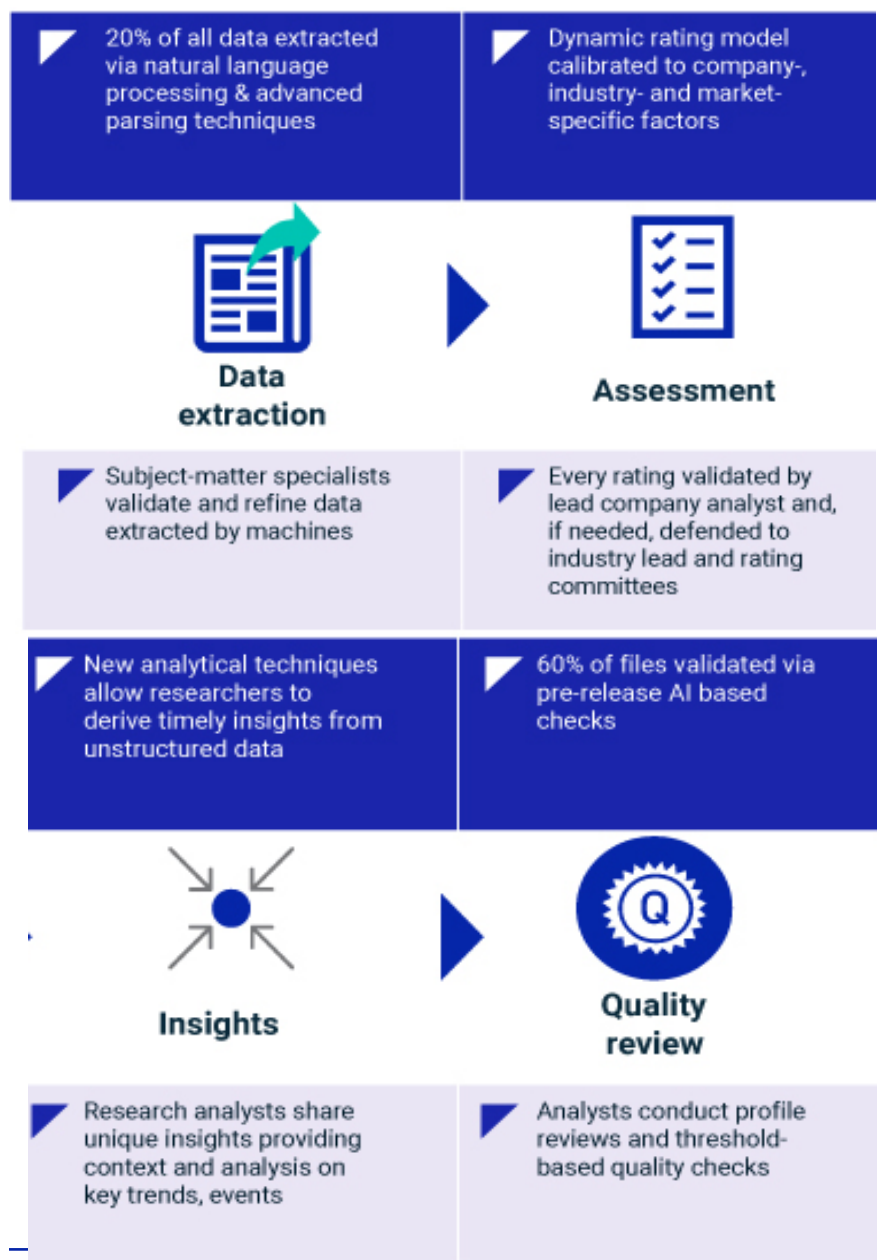 20% of all data extracted
via natural language
processing & advanced
parsing techniques
Dynamic rating model
calibrated to company-,
industry- and market-
specific factors
Data
extraction
Assessment
Subject-matter specialists
validate and refine data
extracted by machines
Every rating validated by
lead company analyst and,
if needed, defended to
industry lead and rating
committees
New analytical techniques
allow researchers to
derive timely insights from
unstructured data
60% of files validated via
pre-release AI based
checks
Q
Insights
Quality
review
Research analysts share
unique insights providing
context and analysis on
key trends, events
Analysts conduct profile
reviews and threshold-
based quality checks